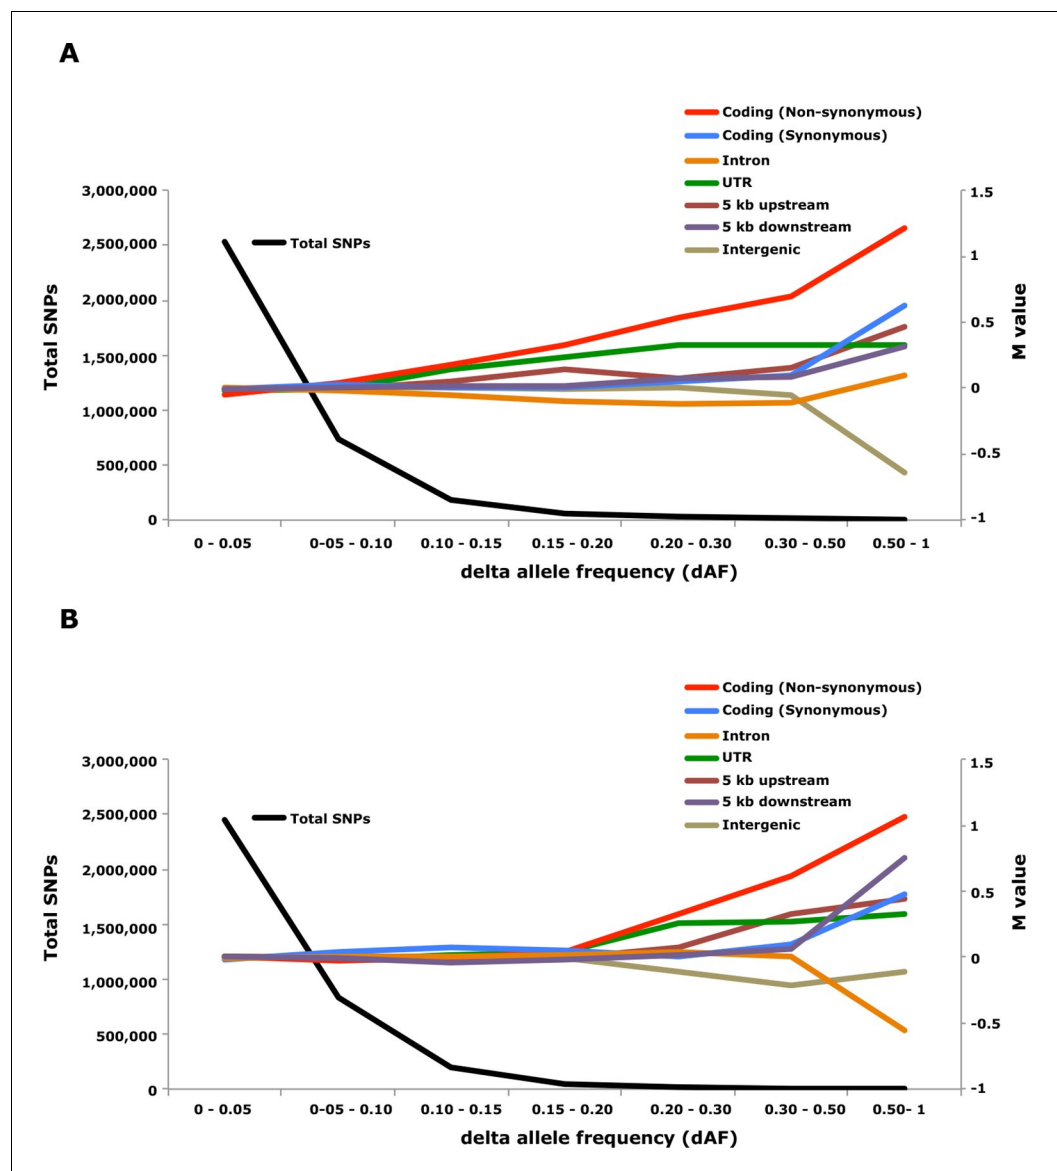 A
Coding (Non-synonymous)
Coding (Synonymous)
Intron
UTR
5 kb upstream
5 kb downstream
Intergenic
Total SNPs
3,000,000
2,500,000
2,000,000
1,500,000
1,000,000
500,000
0
Total SNPs
1.5
1
0.5
0
-0.5
-1
M value
0 - 0.05 0-05 - 0.10 0.10 - 0.15 0.15 - 0.20 0.20 - 0.30 0.30 - 0.50 0.50 - 1
delta allele frequency (dAF)
B
Coding (Non-synonymous)
Coding (Synonymous)
Intron
UTR
5 kb upstream
5 kb downstream
Intergenic
Total SNPs
3,000,000
2,500,000
2,000,000
1,500,000
1,000,000
500,000
0
Total SNPs
1.5
1
0.5
0
-0.5
-1
M value
0 - 0.05 0-05 - 0.10 0.10 - 0.15 0.15 - 0.20 0.20 - 0.30 0.30 - 0.50 0.50- 1
delta allele frequency (dAF)